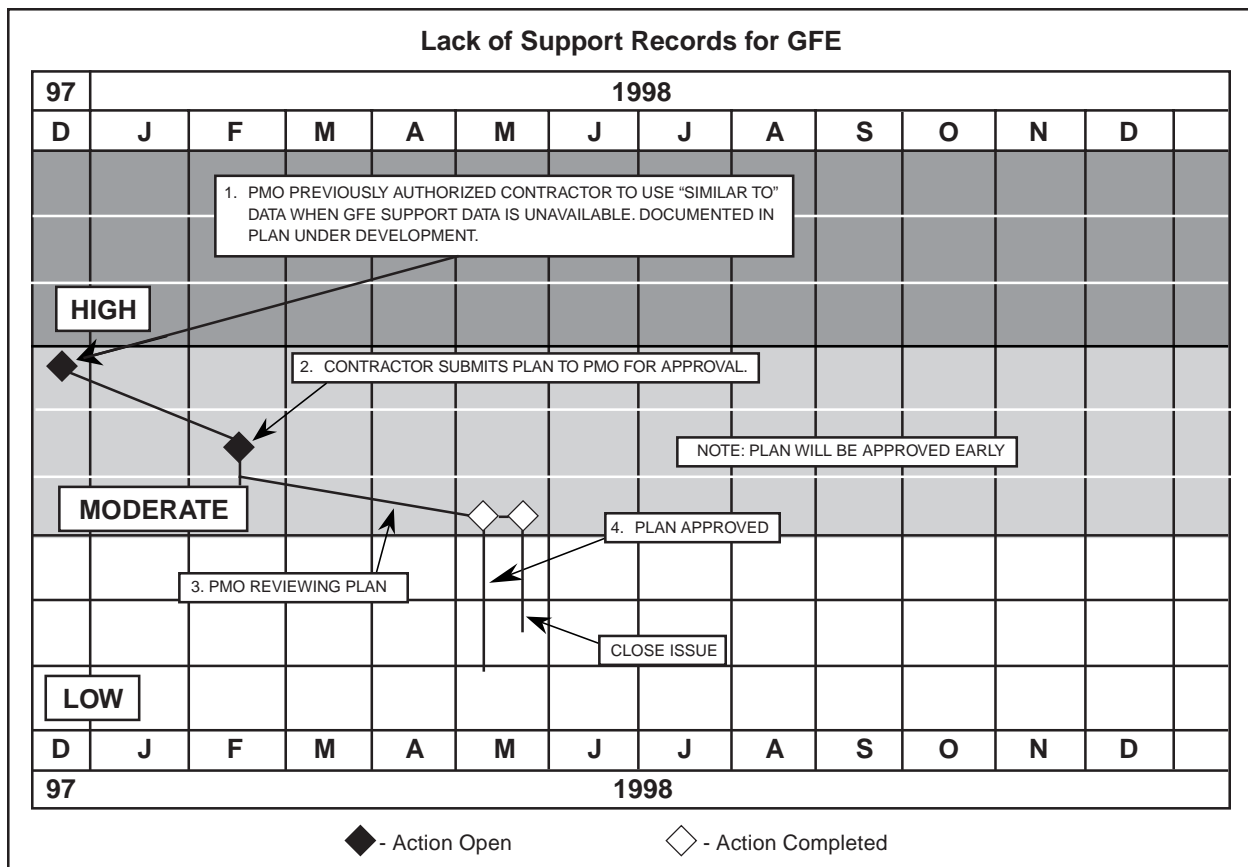 Lack of Support Records for GFE
97 1998
D J F M A M J J A S O N D
1. PMO PREVIOUSLY AUTHORIZED CONTRACTOR TO USE “SIMILAR TO”
DATA WHEN GFE SUPPORT DATA IS UNAVAILABLE. DOCUMENTED IN
PLAN UNDER DEVELOPMENT.
HIGH
2. CONTRACTOR SUBMITS PLAN TO PMO FOR APPROVAL.
NOTE: PLAN WILL BE APPROVED EARLY
MODERATE
4. PLAN APPROVED
3. PMO REVIEWING PLAN
CLOSE ISSUE
LOW
D J F M A M J J A S O N D
97 1998
- Action Open - Action Completed